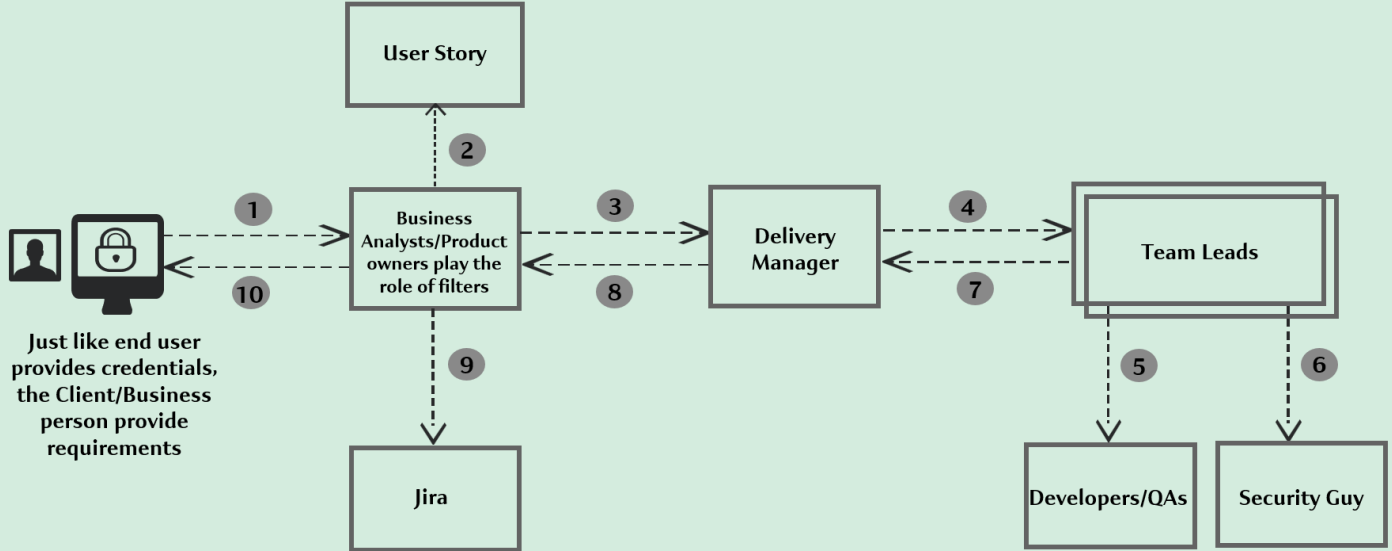 User Story
2
1
Business
Analysts/Product
owners play the
role of filters
3
Delivery
Manager
4
Team Leads
10
8
7
Just like end user
provides credentials,
the Client/Business
person provide
requirements
9
5
6
Jira
Developers/QAs
Security Guy